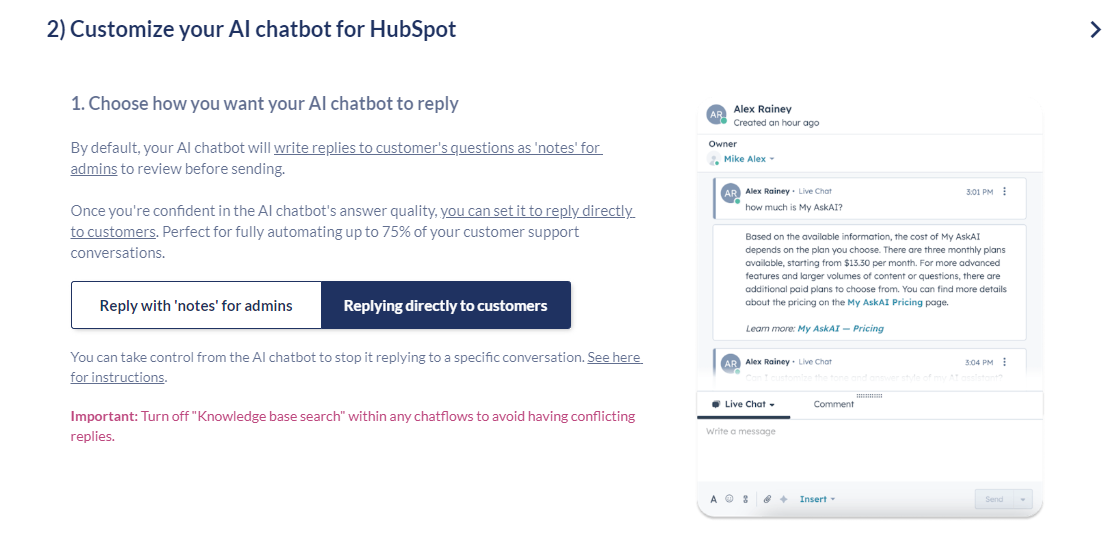 2) Customize your AI chatbot for HubSpot
1. Choose how you want your AI chatbot to reply
By default, your AI chatbot will write replies to customer's questions as 'notes' for
admins to review before sending.
Once you're confident in the AI chatbot's answer quality, you can set it to reply directly
to customers. Perfect for fully automating up to 75% of your customer support
conversations.
Reply with 'notes' for admins
Replying directly to customers
You can take control from the AI chatbot to stop it replying to a specific conversation. See here
for instructions.
Important: Turn off "Knowledge base search" within any chatflows to avoid having conflicting
replies.
AR
Alex Rainey
Created an hour ago
Owner
Mike Alex
AR
Alex Rainey • Live Chat
3:01 PM
how much is My AskAI?
Based on the available information, the cost of My AskAI
depends on the plan you choose. There are three monthly plans
available, starting from $13.30 per month. For more advanced
features and larger volumes of content or questions, there are
additional paid plans to choose from. You can find more details
about the pricing on the My AskAI Pricing page.
Learn more: My AskAI — Pricing
AR
Alex Rainey • Live Chat
3:04 PM
Can I customize the tone and answer style of my AI assistant?
Live Chat
Comment
Write a message
A
Insert
Send